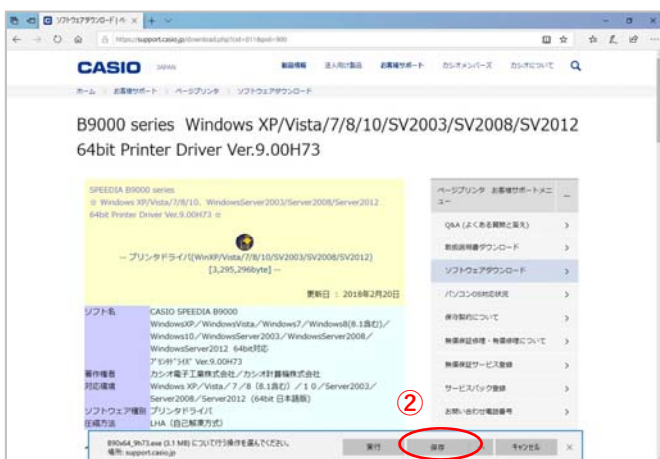 ソフトウェアダウンロード | ペ
https://support.casio.jp/download.php?cid=011&pid=900
CASIO JAPAN 製品情報 法人向け製品 お客様サポート カシオメンバーズ カシオについて
ホーム お客様サポート ページプリンタ ソフトウェアダウンロード
B9000 series Windows XP/Vista/7/8/10/SV2003/SV2008/SV2012
64bit Printer Driver Ver.9.00H73
SPEEDIA B9000 series
※ Windows XP/Vista/7/8/10、WindowsServer2003/Server2008/Server2012
64bit Printer Driver Ver.9.00H73 ※
-- プリンタドライバ(WinXP/Vista/7/8/10/SV2003/SV2008/SV2012)
[3,295,296byte] --
更新日 : 2018年2月20日
ソフト名 CASIO SPEEDIA B9000
WindowsXP／WindowsVista／Windows7／Windows8(8.1含む)／
Windows10／WindowsServer2003／WindowsServer2008／
WindowsServer2012 64bit対応
ﾌﾟﾘﾝﾀﾄﾞﾗｲﾊﾞ Ver.9.00H73
著作権者 カシオ電子工業株式会社／カシオ計算機株式会社
対応環境 Windows XP／Vista／7／8（8.1含む）／１０／Server2003／
Server2008／Server2012（64bit 日本語版）
ソフトウェア種別 プリンタドライバ
圧縮方法 LHA（自己解凍方式）
ページプリンタ お客様サポートメニ
ュー
Q&A (よくある質問と答え)
取扱説明書ダウンロード
ソフトウェアダウンロード
パソコンOS対応状況
保守契約について
無償保証修理・無償修理について
無償保証サービス登録
サービスパック登録
お問い合わせ電話番号
②
B90x64_9h73.exe (3.1 MB) について行う操作を選んでください。
場所: support.casio.jp
実行 保存 キャンセル